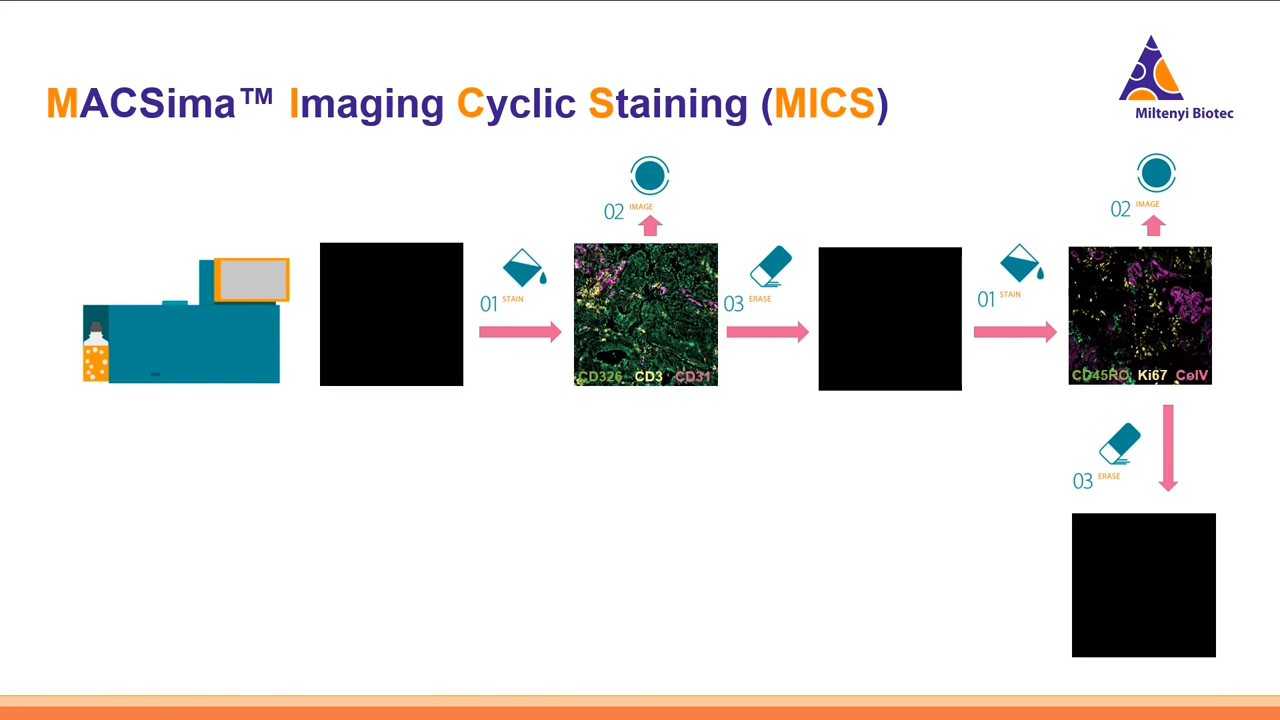 MACSima™ Imaging Cyclic Staining (MICS)
Miltenyi Biotec
02 IMAGE
02 IMAGE
01 STAIN
03 ERASE
01 STAIN
CD326 CD3 CD31
CD45RO Ki67 ColV
03 ERASE